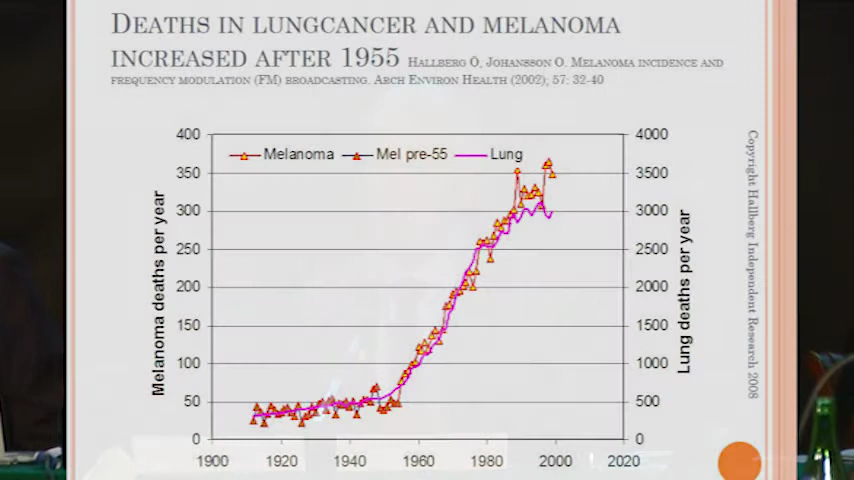 DEATHS IN LUNGCANCER AND MELANOMA
INCREASED AFTER 1955 HALLBERG Ö, JOHANSSON O. MELANOMA INCIDENCE AND
FREQUENCY MODULATION (FM) BROADCASTING. ARCH ENVIRON HEALTH (2002); 57: 32-40
400 4000
Melanoma Mel pre-55 Lung
350 3500
300 3000
250 2500
200 2000
150 1500
100 1000
50 500
0 0
1900 1920 1940 1960 1980 2000 2020
Melanoma deaths per year
Lung deaths per year
Copyright Hallberg Independent Research 2008